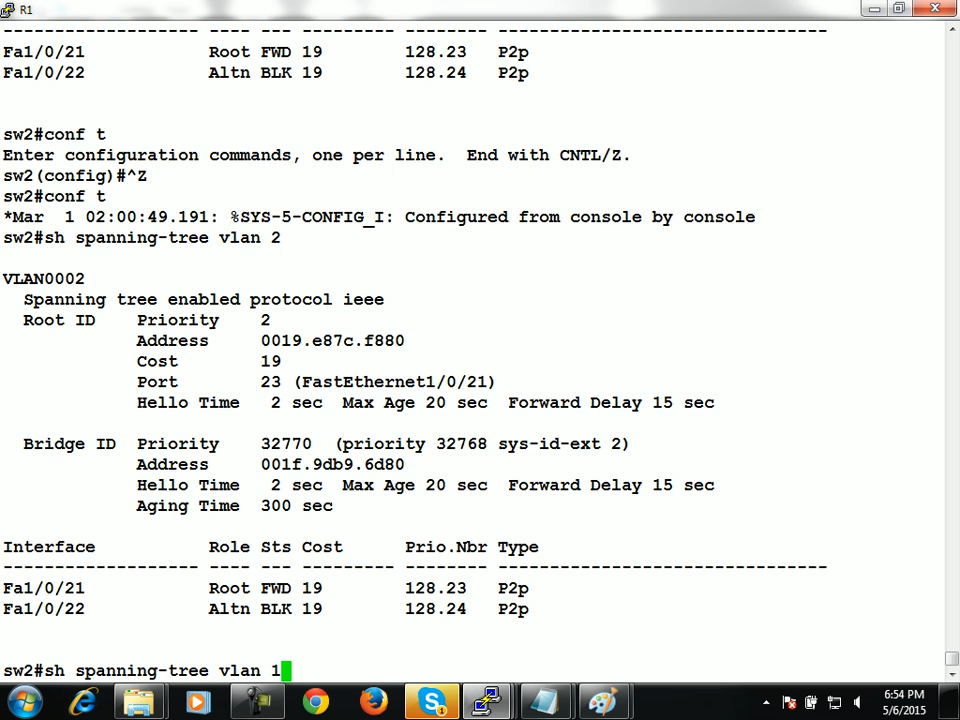 R1
------------------- ---- --- --------- -------- --------------------------------
Fa1/0/21            Root FWD 19        128.23   P2p
Fa1/0/22            Altn BLK 19        128.24   P2p
sw2#conf t
Enter configuration commands, one per line.  End with CNTL/Z.
sw2(config)#^Z
sw2#conf t
*Mar  1 02:00:49.191: %SYS-5-CONFIG_I: Configured from console by console
sw2#sh spanning-tree vlan 2
VLAN0002
  Spanning tree enabled protocol ieee
  Root ID    Priority    2
             Address     0019.e87c.f880
             Cost        19
             Port        23 (FastEthernet1/0/21)
             Hello Time   2 sec  Max Age 20 sec  Forward Delay 15 sec
  Bridge ID  Priority    32770  (priority 32768 sys-id-ext 2)
             Address     001f.9db9.6d80
             Hello Time   2 sec  Max Age 20 sec  Forward Delay 15 sec
             Aging Time  300 sec
Interface           Role Sts Cost      Prio.Nbr Type
------------------- ---- --- --------- -------- --------------------------------
Fa1/0/21            Root FWD 19        128.23   P2p
Fa1/0/22            Altn BLK 19        128.24   P2p
sw2#sh spanning-tree vlan 1
6:54 PM
5/6/2015